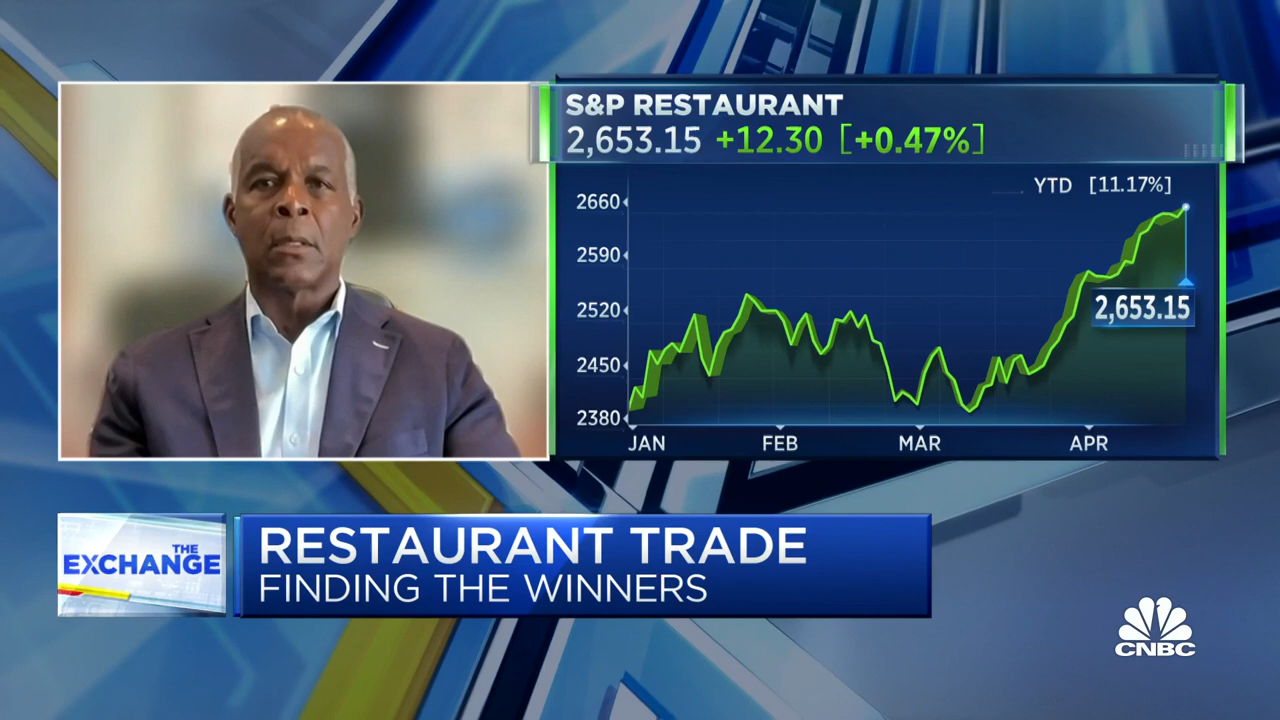 S&P RESTAURANT
2,653.15 +12.30 [+0.47%]
YTD [11.17%]
2660
2590
2520
2450
2380
2,653.15
JAN FEB MAR APR
THE
EXCHANGE
RESTAURANT TRADE
FINDING THE WINNERS
CNBC